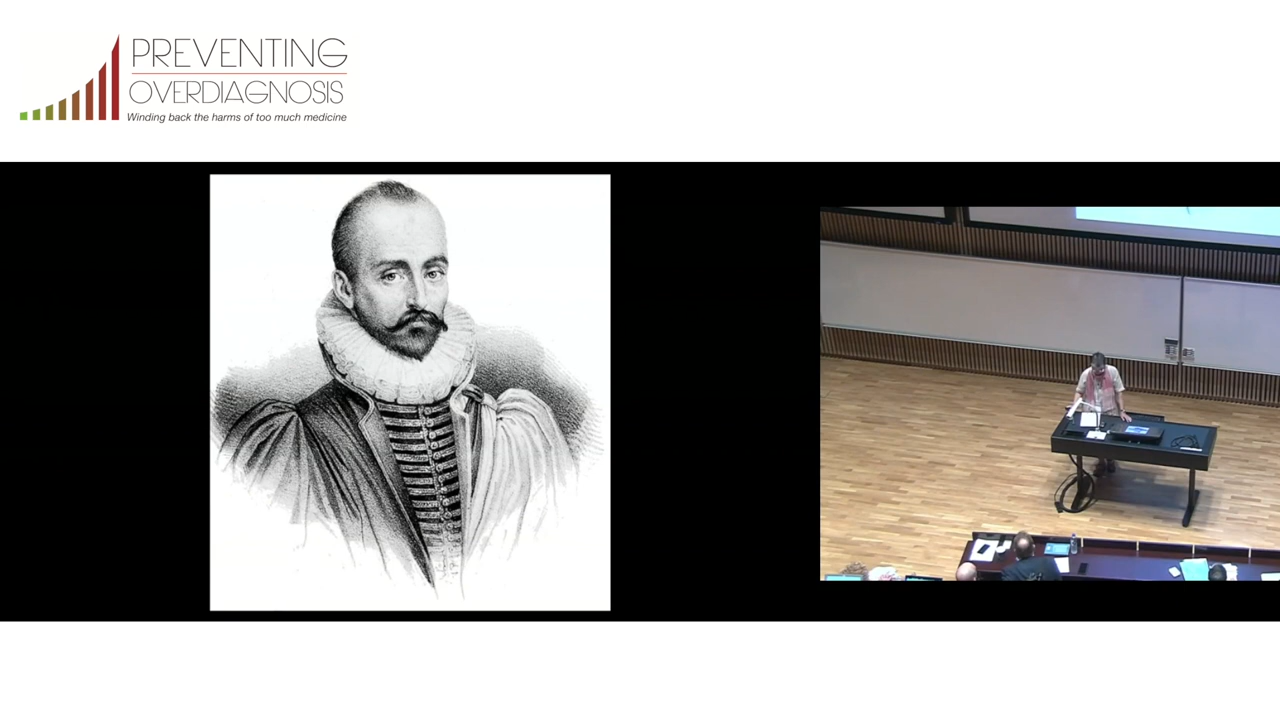 PREVENTING
OVERDIAGNOSIS
Winding back the harms of too much medicine